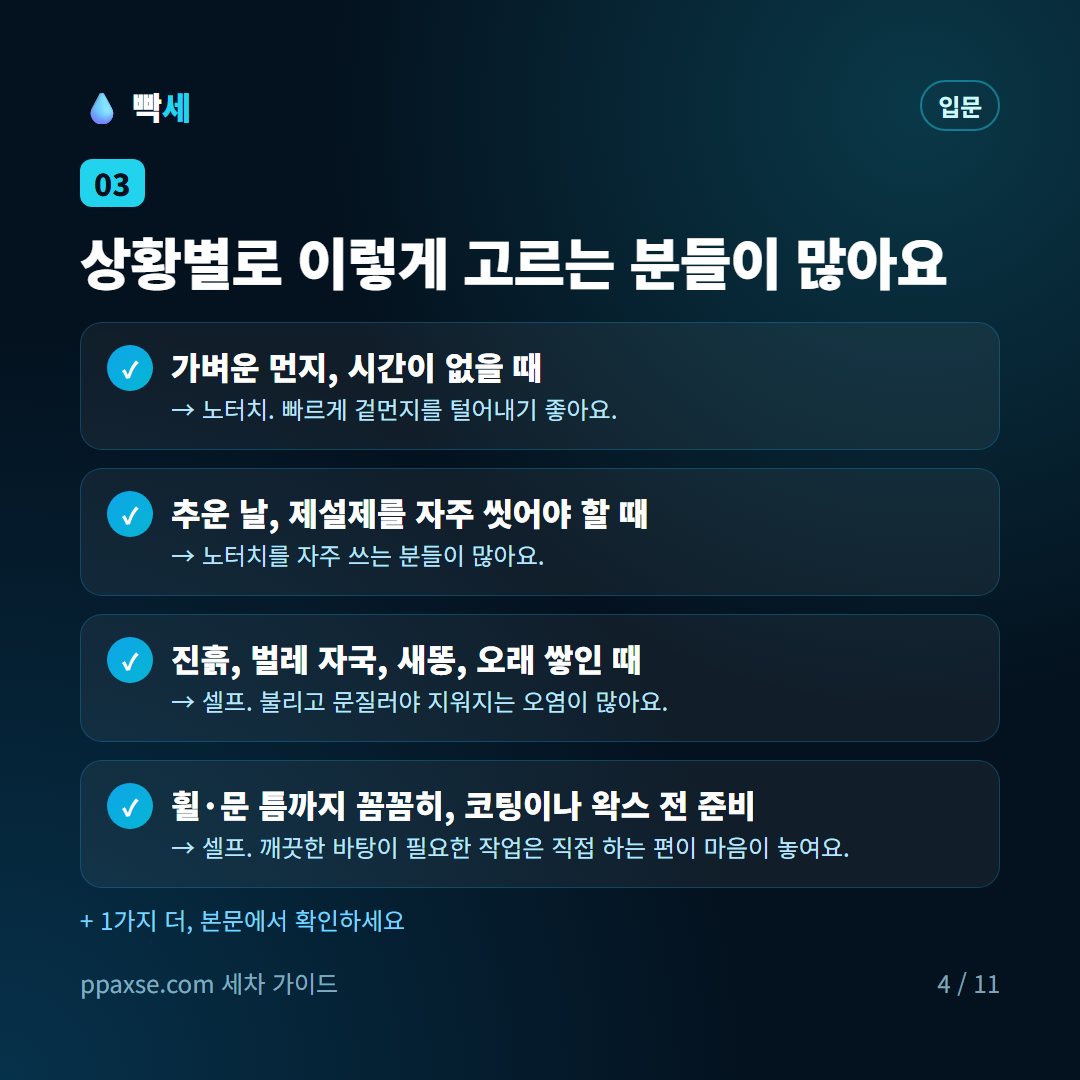 빡세
입문
03
상황별로 이렇게 고르는 분들이 많아요
가벼운 먼지, 시간이 없을 때
→ 노터치. 빠르게 겉먼지를 털어내기 좋아요.
추운 날, 제설제를 자주 씻어야 할 때
→ 노터치를 자주 쓰는 분들이 많아요.
진흙, 벌레 자국, 새똥, 오래 쌓인 때
→ 셀프. 불리고 문질러야 지워지는 오염이 많아요.
휠·문 틈까지 꼼꼼히, 코팅이나 왁스 전 준비
→ 셀프. 깨끗한 바탕이 필요한 작업은 직접 하는 편이 마음이 놓여요.
+ 1가지 더, 본문에서 확인하세요
ppaxse.com 세차 가이드
4 / 11